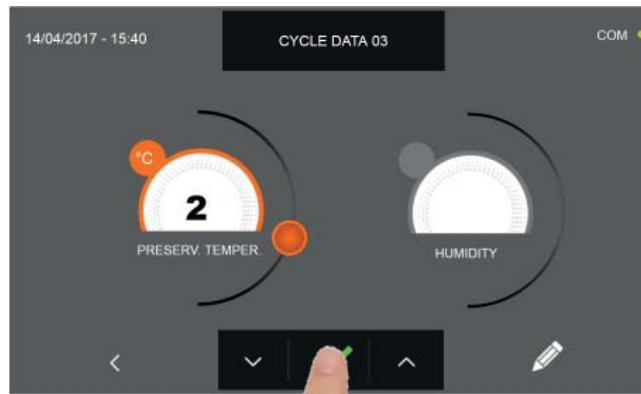 14/04/2017 - 15:40
CYCLE DATA 03
COM
°C
2
PRESERV. TEMPER.
HUMIDITY